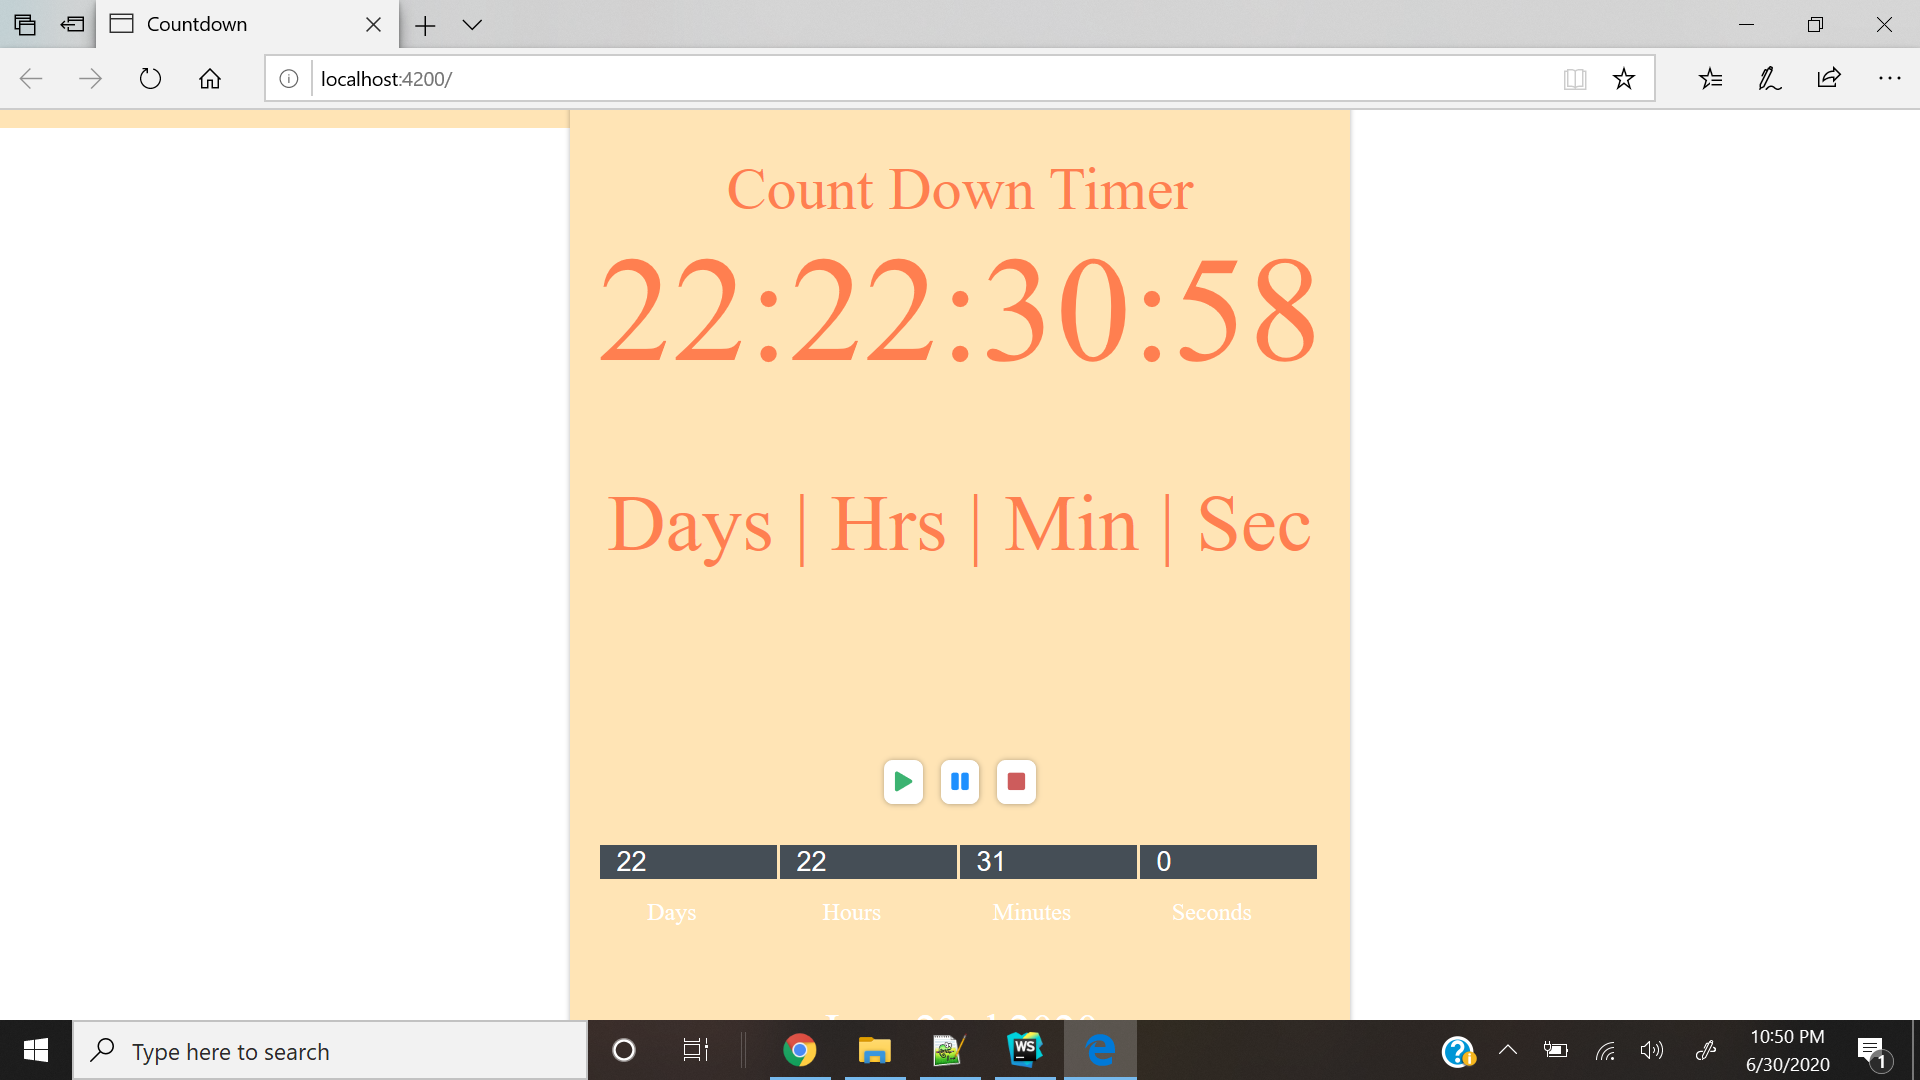 Countdown
localhost:4200/
Count Down Timer
22:22:30:58
Days | Hrs | Min | Sec
22 22 31 0
Days Hours Minutes Seconds
Type here to search
WS
10:50 PM
6/30/2020
1